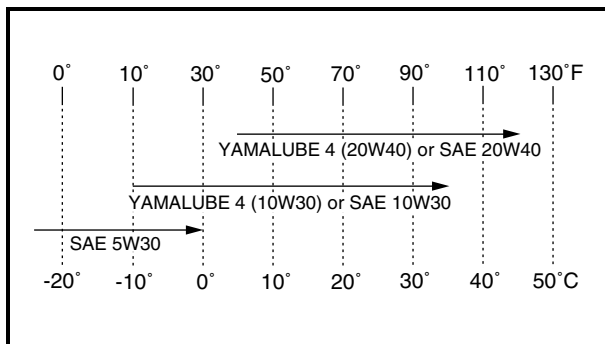 0˚ 10˚ 30˚ 50˚ 70˚ 90˚ 110˚ 130˚F
YAMALUBE 4 (20W40) or SAE 20W40
YAMALUBE 4 (10W30) or SAE 10W30
SAE 5W30
-20˚ -10˚ 0˚ 10˚ 20˚ 30˚ 40˚ 50˚C